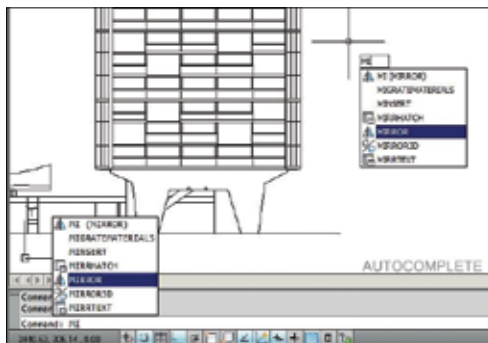 MI
MI (MIRROR)
MIGRATEMATERIALS
MINSERT
MIRRHATCH
MIRROR
MIRROR3D
MIRRTEXT
MI (MIRROR)
MIGRATEMATERIALS
MINSERT
MIRRHATCH
MIRROR
MIRROR3D
MIRRTEXT
AUTOCOMPLETE
Command: MI